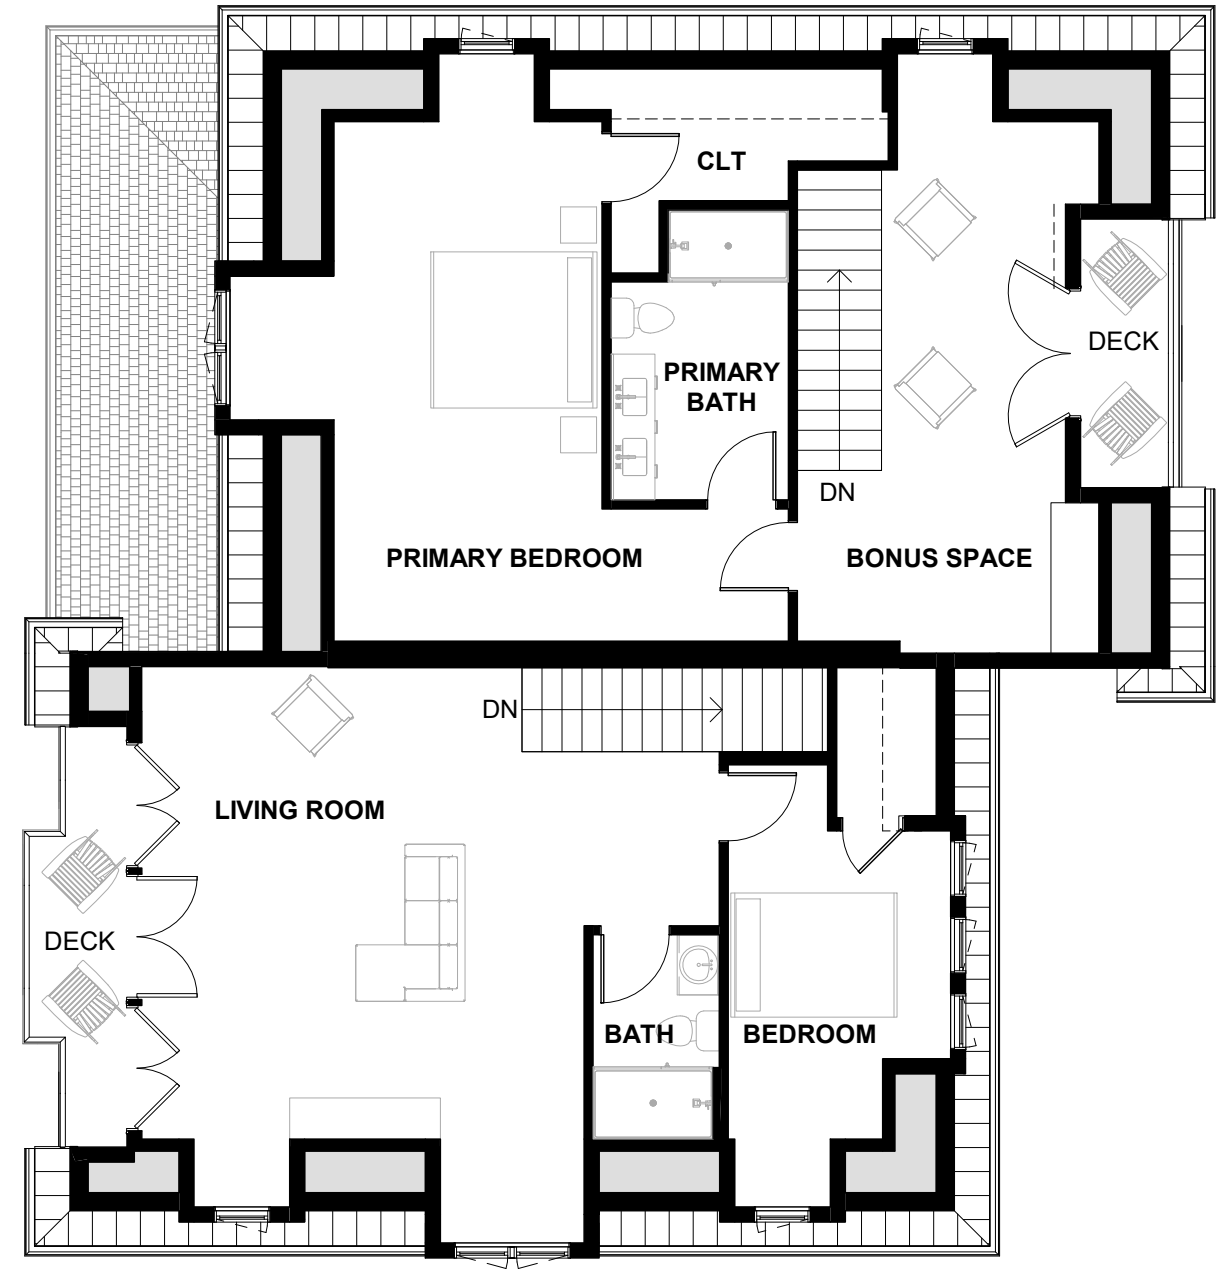 CLT
DECK
PRIMARY
BATH
DN
PRIMARY BEDROOM
BONUS SPACE
DN
LIVING ROOM
DECK
BATH
BEDROOM